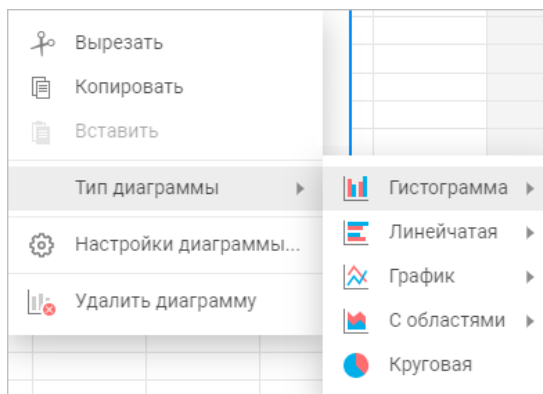 Вырезать
Копировать
Вставить
Тип диаграммы
Настройки диаграммы...
Удалить диаграмму
Гистограмма
Линейчатая
График
С областями
Круговая